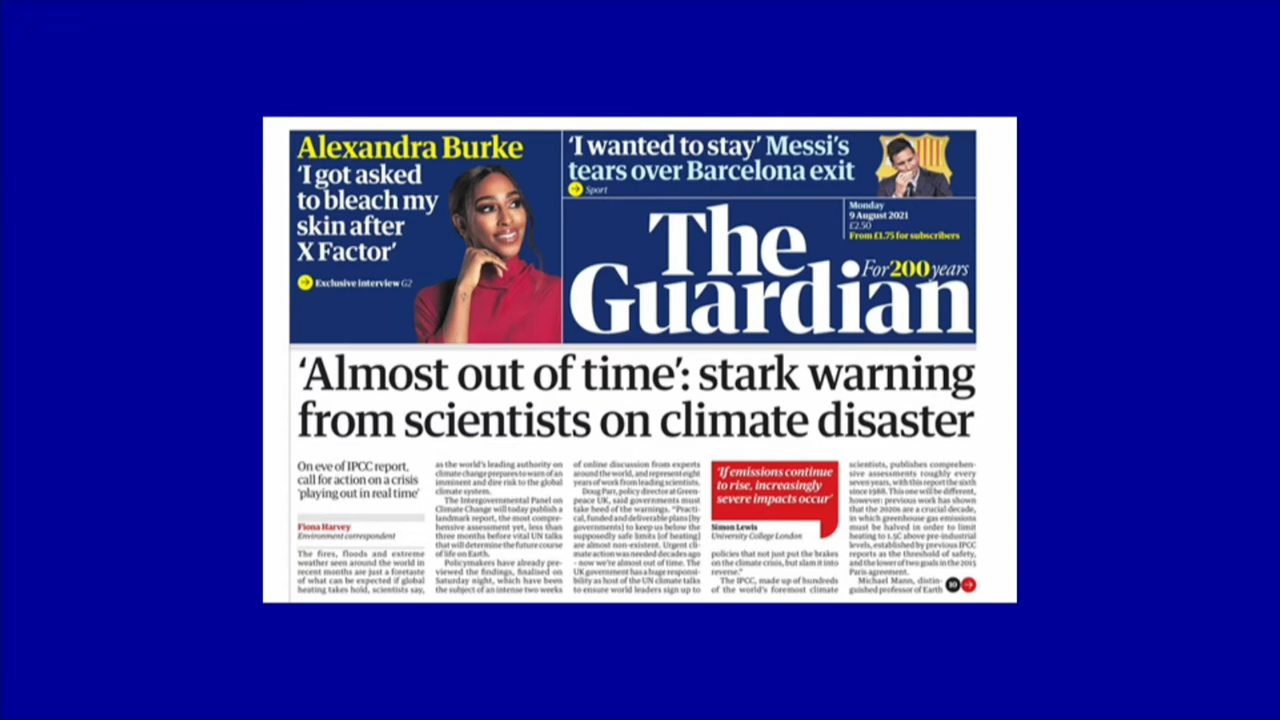 Alexandra Burke
'I got asked
to bleach my
skin after
X Factor'
Exclusive interview G2
'I wanted to stay' Messi's
tears over Barcelona exit
Sport
Monday
9 August 2021
£2.50
From £1.75 for subscribers
The
Guardian
For 200 years
'Almost out of time': stark warning
from scientists on climate disaster
On eve of IPCC report,
call for action on a crisis
'playing out in real time'
Fiona Harvey
Environment correspondent
The fires, floods and extreme
weather seen around the world in
recent months are just a foretaste
of what can be expected if global
heating takes hold, scientists say,
as the world's leading authority on
climate change prepares to warn of an
imminent and dire risk to the global
climate system.
The Intergovernmental Panel on
Climate Change will today publish a
landmark report, the most compre-
hensive assessment yet, less than
three months before vital UN talks
that will determine the future course
of life on Earth.
Policymakers have already pre-
viewed the findings, finalised on
Saturday night, which have been
the subject of an intense two weeks
of online discussion from experts
around the world, and represent eight
years of work from leading scientists.
Doug Parr, policy director at Green-
peace UK, said governments must
take heed of the warnings. "Practi-
cal, funded and deliverable plans [by
governments] to keep us below the
supposedly safe limits [of heating]
are almost non-existent. Urgent cli-
mate action was needed decades ago
- now we're almost out of time. The
UK government has a huge responsi-
bility as host of the UN climate talks
to ensure world leaders sign up to
'If emissions continue
to rise, increasingly
severe impacts occur'
Simon Lewis
University College London
policies that not just put the brakes
on the climate crisis, but slam it into
reverse."
The IPCC, made up of hundreds
of the world's foremost climate
scientists, publishes comprehen-
sive assessments roughly every
seven years, with this report the sixth
since 1988. This one will be different,
however: previous work has shown
that the 2020s are a crucial decade,
in which greenhouse gas emissions
must be halved in order to limit
heating to 1.5C above pre-industrial
levels, established by previous IPCC
reports as the threshold of safety,
and the lower of two goals in the 2015
Paris agreement.
Michael Mann, distin-
guished professor of Earth
10